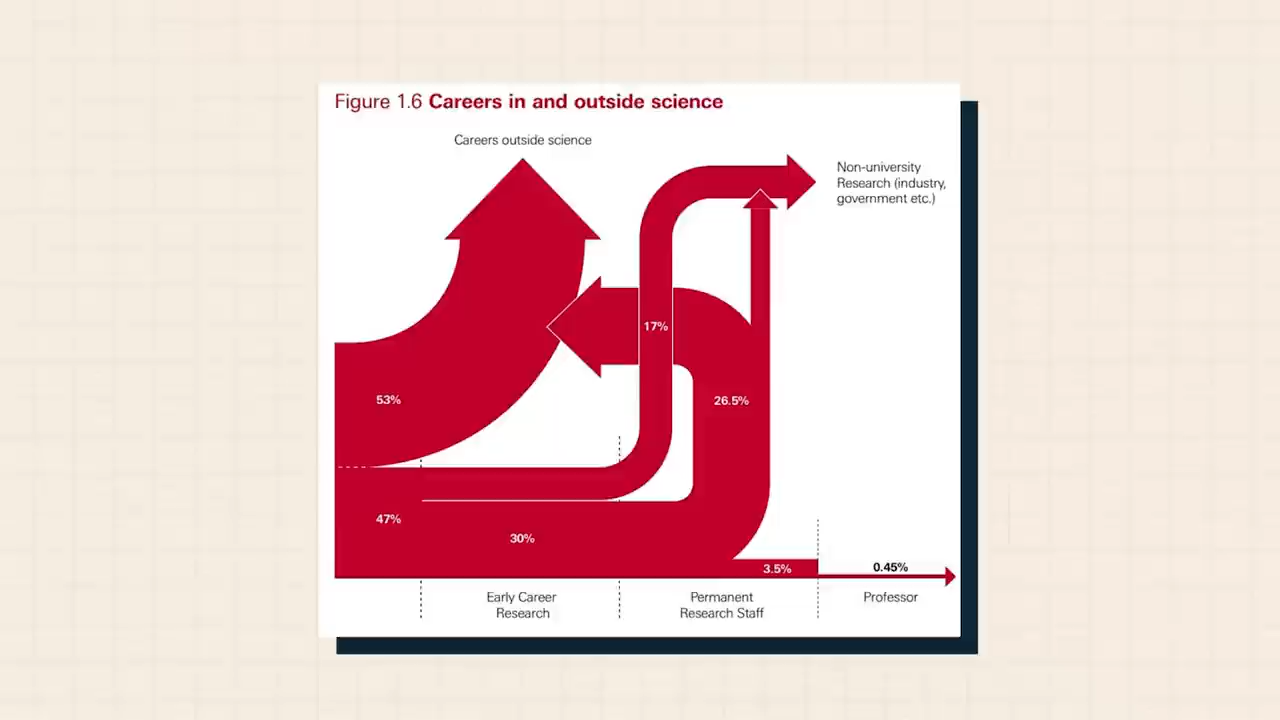 Figure 1.6 Careers in and outside science
Careers outside science
Non-university
Research (industry,
government etc.)
17%
53%
26.5%
47%
30%
3.5%
0.45%
Early Career
Research
Permanent
Research Staff
Professor